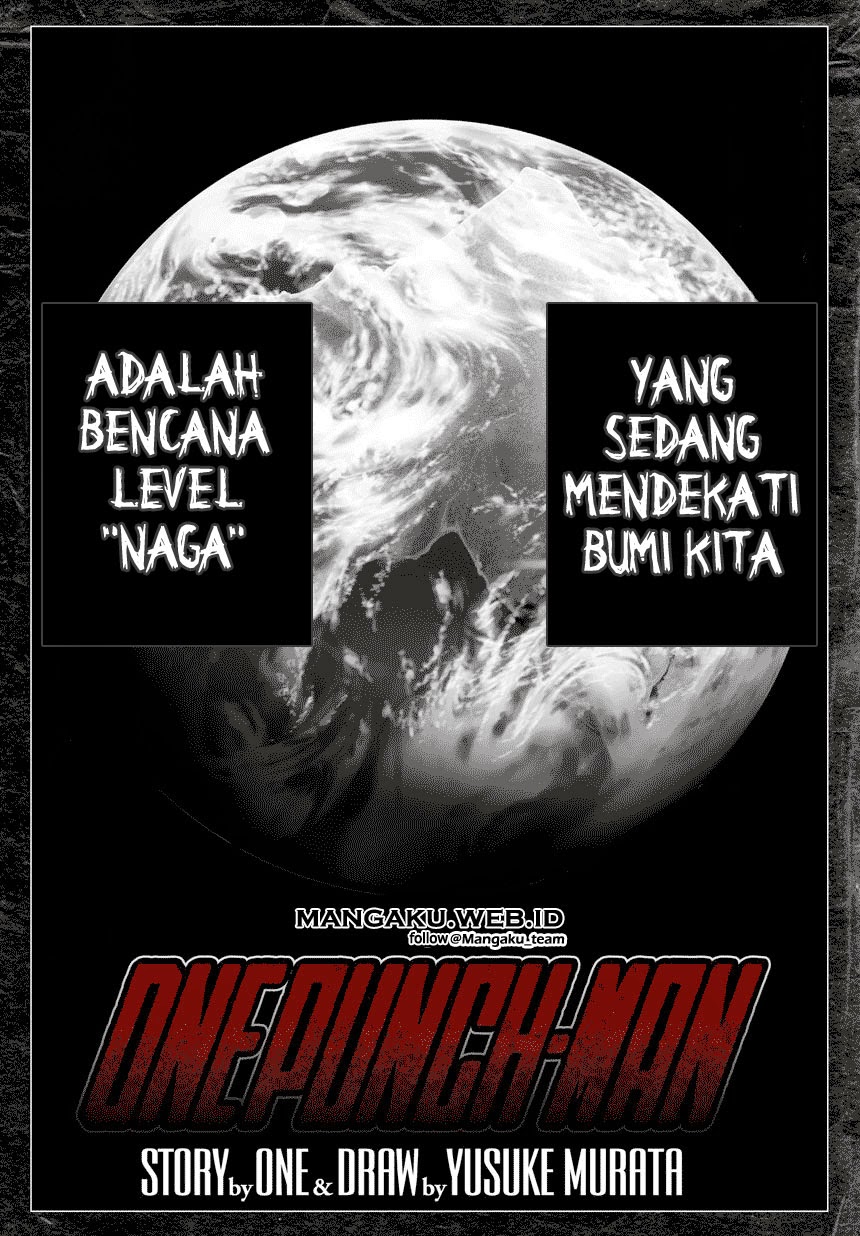 YANG
SEDANG
MENDEKATI
BUMI KITA
ADALAH
BENCANA
LEVEL
"NAGA"
MANGAKU.WEB.ID
follow @Mangaku_team
ONEPUNCH-MAN
STORY by ONE & DRAW by YUSUKE MURATA